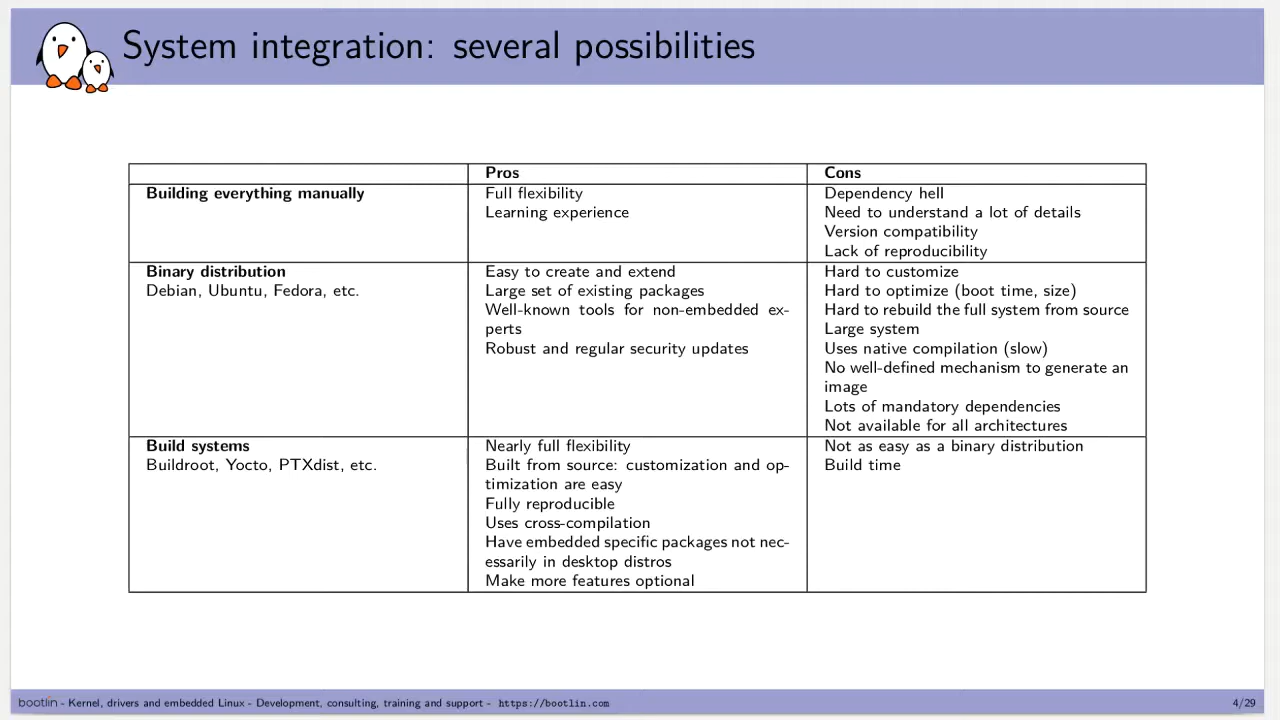 System integration: several possibilities
Pros
Cons
Building everything manually
Full flexibility
Learning experience
Dependency hell
Need to understand a lot of details
Version compatibility
Lack of reproducibility
Binary distribution
Debian, Ubuntu, Fedora, etc.
Easy to create and extend
Large set of existing packages
Well-known tools for non-embedded ex-
perts
Robust and regular security updates
Hard to customize
Hard to optimize (boot time, size)
Hard to rebuild the full system from source
Large system
Uses native compilation (slow)
No well-defined mechanism to generate an
image
Lots of mandatory dependencies
Not available for all architectures
Build systems
Buildroot, Yocto, PTXdist, etc.
Nearly full flexibility
Built from source: customization and op-
timization are easy
Fully reproducible
Uses cross-compilation
Have embedded specific packages not nec-
essarily in desktop distros
Make more features optional
Not as easy as a binary distribution
Build time
bootlin - Kernel, drivers and embedded Linux - Development, consulting, training and support - https://bootlin.com
4/29